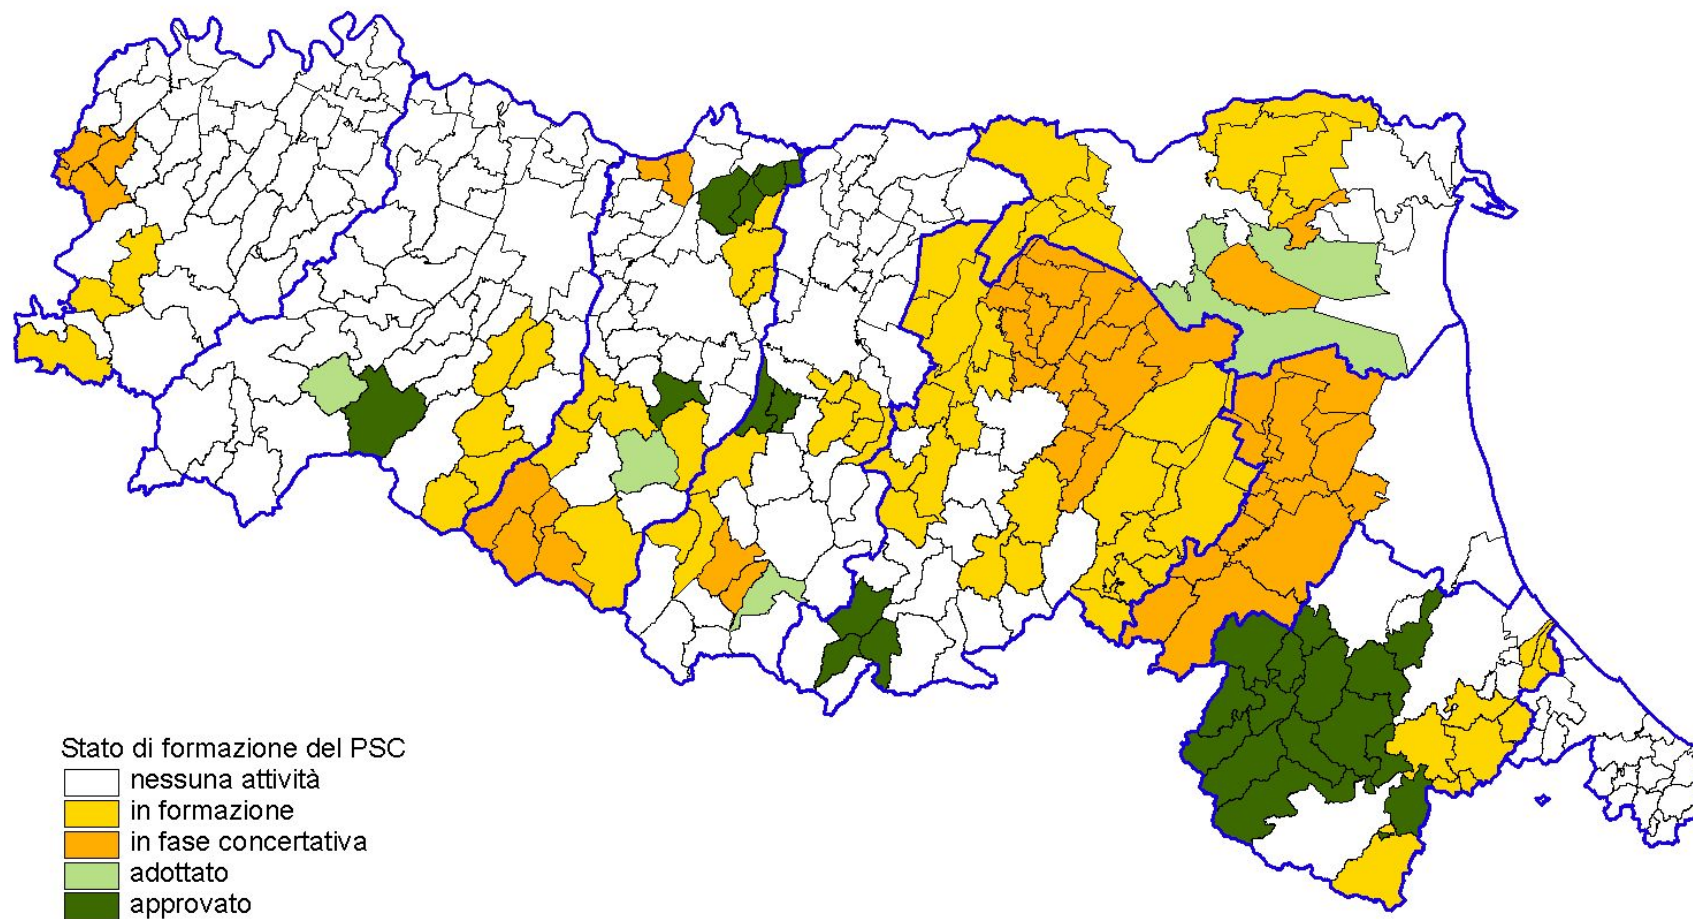 Stato di formazione del PSC
nessuna attività
in formazione
in fase concertativa
adottato
approvato